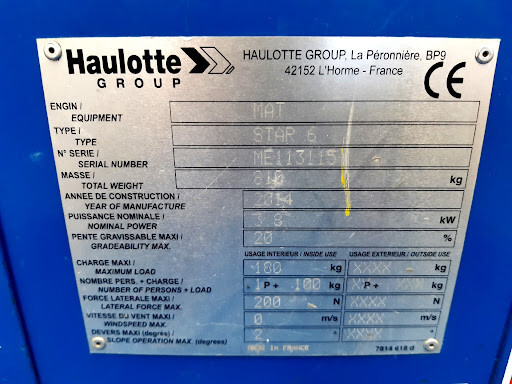 Haulotte
GROUP
HAULOTTE GROUP, La Péronnière, BP9
42152 L'Horme - France
CE
ENGIN / EQUIPMENT MAT
TYPE / TYPE STAR 6
N° SERIE / SERIAL NUMBER
MASSE / TOTAL WEIGHT 810 kg
ANNEE DE CONSTRUCTION / YEAR OF MANUFACTURE 2014
PUISSANCE NOMINALE / NOMINAL POWER 3.8 kW
PENTE GRAVISSABLE MAXI / GRADEABILITY MAX. 20 %
USAGE INTERIEUR / INSIDE USE USAGE EXTERIEUR / OUTSIDE USE
CHARGE MAXI / MAXIMUM LOAD 180 kg XXXX kg
NOMBRE PERS. + CHARGE / NUMBER OF PERSONS + LOAD 1 P + 100 kg X P + XXX kg
FORCE LATERALE MAXI / LATERAL FORCE MAX. 200 N XXXX N
VITESSE DU VENT MAXI / WINDSPEED MAX. 0 m/s XXXX m/s
DEVERS MAXI (degrés) / SLOPE OPERATION MAX. (degrees) 2 ° XXXX °
MADE IN FRANCE 7814 618 d